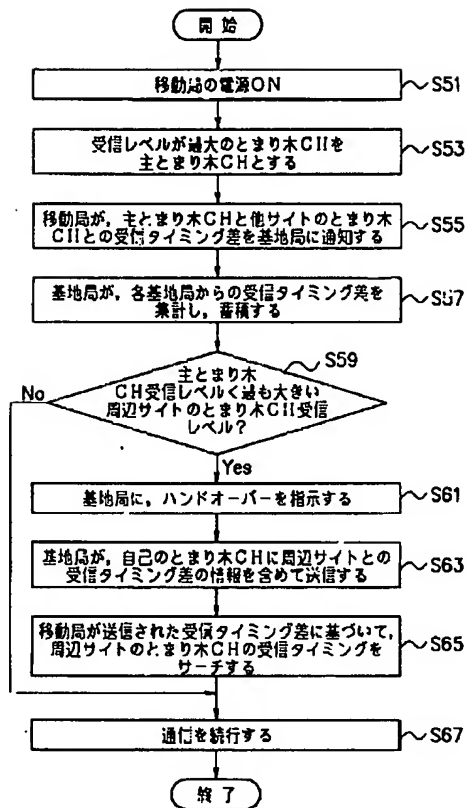 開始
移動局の電源ON
S51
受信レベルが最大のとまり木CHを
主とまり木CHとする
S53
移動局が，主とまり木CHと他サイトのとまり木
CHとの受信タイミング差を基地局に通知する
S55
基地局が，各基地局からの受信タイミング差を
集計し，蓄積する
S57
S59
主とまり木
CH受信レベル<最も大きい
周辺サイトのとまり木CH受信
レベル？
No
Yes
基地局に，ハンドオーバーを指示する
S61
基地局が，自己のとまり木CHに周辺サイトとの
受信タイミング差の情報を含めて送信する
S63
移動局が送信された受信タイミング差に基づいて，
周辺サイトのとまり木CHの受信タイミングを
サーチする
S65
通信を続行する
S67
終了